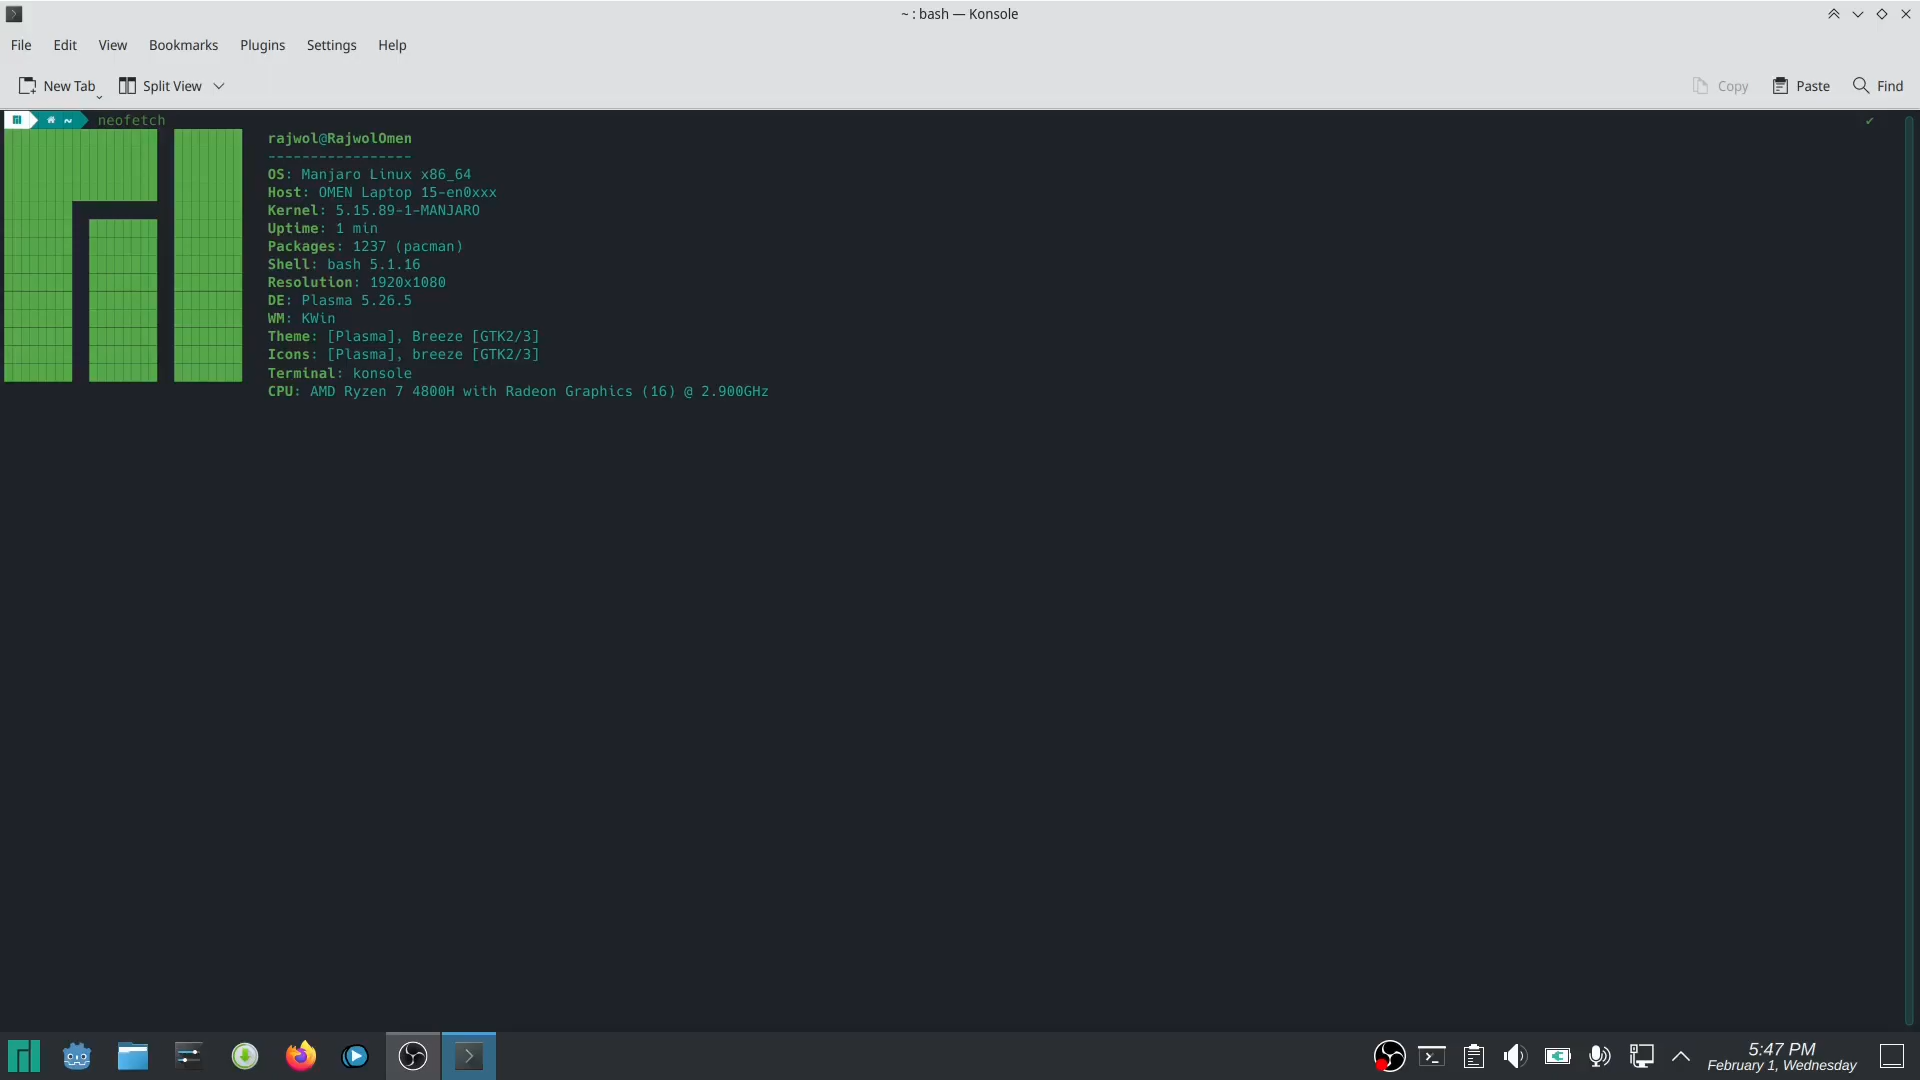 ~ : bash — Konsole
File Edit View Bookmarks Plugins Settings Help
New Tab Split View Copy Paste Find
~ neofetch
rajwol@RajwolOmen
-----------------
OS: Manjaro Linux x86_64
Host: OMEN Laptop 15-en0xxx
Kernel: 5.15.89-1-MANJARO
Uptime: 1 min
Packages: 1237 (pacman)
Shell: bash 5.1.16
Resolution: 1920x1080
DE: Plasma 5.26.5
WM: KWin
Theme: [Plasma], Breeze [GTK2/3]
Icons: [Plasma], breeze [GTK2/3]
Terminal: konsole
CPU: AMD Ryzen 7 4800H with Radeon Graphics (16) @ 2.900GHz
5:47 PM
February 1, Wednesday